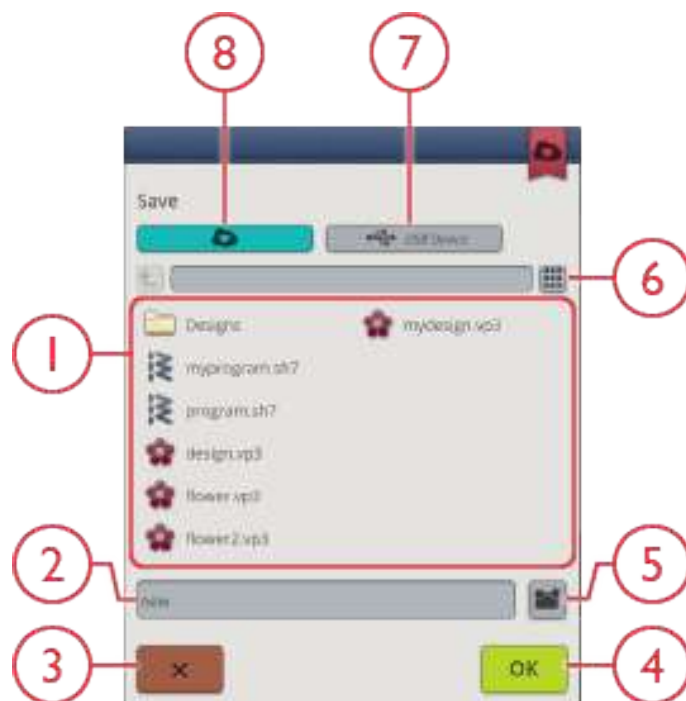 8 7
Save
USB Device
6
1
Designs mydesign.vp3
myprogram.sh7
program.sh7
design.vp3
flower.vp3
flower2.vp3
2 5
new
3 × OK 4